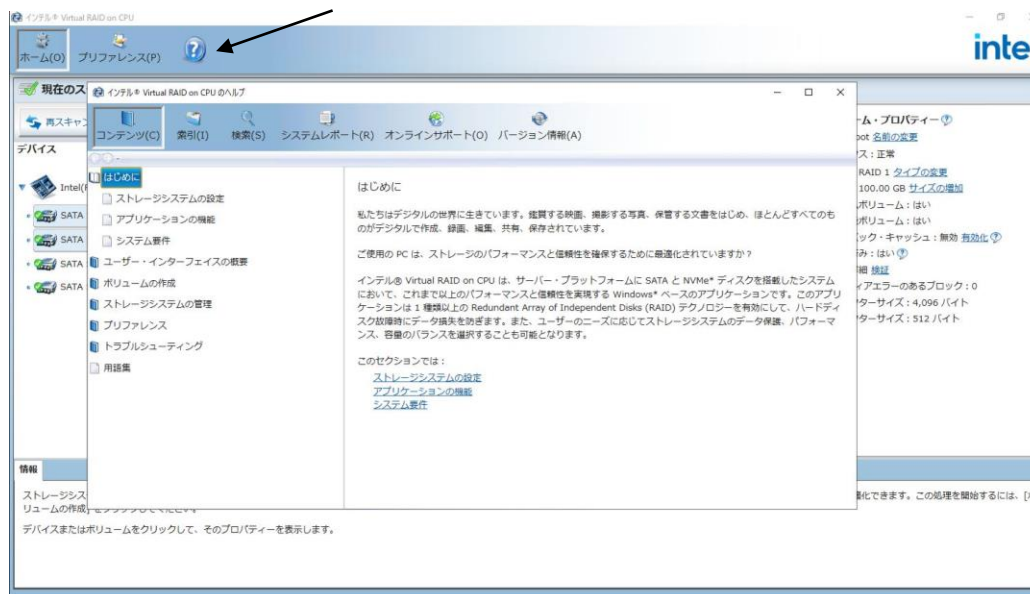 インテル® Virtual RAID on CPU
ホーム(O) プリファレンス(P)
inte
現在のス
インテル® Virtual RAID on CPU のヘルプ
コンテンツ(C) 索引(I) 検索(S) システムレポート(R) オンラインサポート(O) バージョン情報(A)
再スキャン
デバイス
Intel(R
SATA
SATA
SATA
SATA
はじめに
ストレージシステムの設定
アプリケーションの機能
システム要件
ユーザー・インターフェイスの概要
ボリュームの作成
ストレージシステムの管理
プリファレンス
トラブルシューティング
用語集
はじめに
私たちはデジタルの世界に生きています。鑑賞する映画、撮影する写真、保管する文書をはじめ、ほとんどすべてのも
のがデジタルで作成、録画、編集、共有、保存されています。
ご使用の PC は、ストレージのパフォーマンスと信頼性を確保するために最適化されていますか?
インテル® Virtual RAID on CPU は、サーバー・プラットフォームに SATA と NVMe* ディスクを搭載したシステム
において、これまで以上のパフォーマンスと信頼性を実現する Windows* ベースのアプリケーションです。このアプリ
ケーションは 1 種類以上の Redundant Array of Independent Disks (RAID) テクノロジーを有効にして、ハードディ
スク故障時にデータ損失を防ぎます。また、ユーザーのニーズに応じてストレージシステムのデータ保護、パフォーマ
ンス、容量のバランスを選択することも可能となります。
このセクションでは:
ストレージシステムの設定
アプリケーションの機能
システム要件
ーム・プロパティー
oot 名前の変更
ス : 正常
RAID 1 タイプの変更
100.00 GB サイズの増加
ボリューム : はい
ボリューム : はい
ック・キャッシュ : 無効 有効化
み : はい
細 検証
ィアエラーのあるブロック : 0
ターサイズ : 4,096 バイト
ターサイズ : 512 バイト
情報
ストレージシス
適化できます。この処理を開始するには、[
リュームの作成]
デバイスまたはボリュームをクリックして、そのプロパティーを表示します。